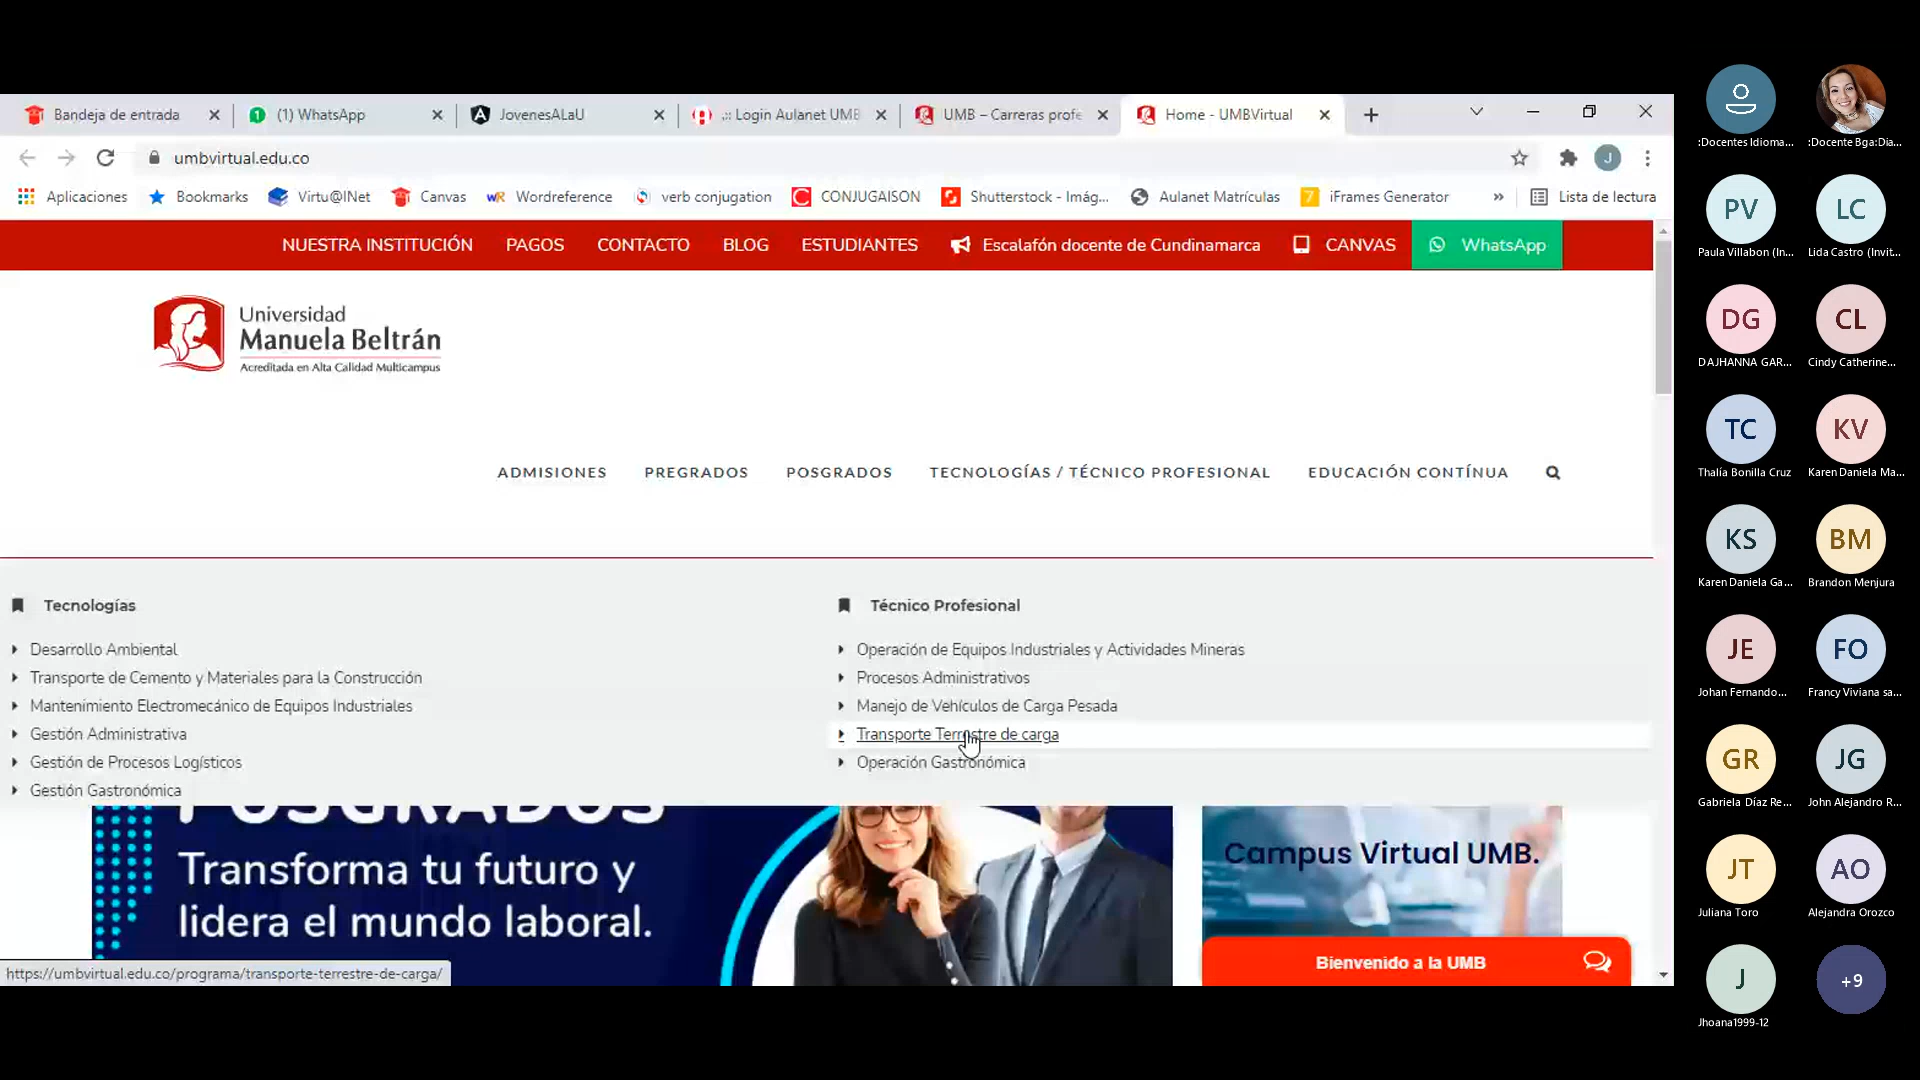 Bandeja de entrada
(1) WhatsApp
JovenesALaU
.:: Login Aulanet UMB
UMB – Carreras profe
Home - UMBVirtual
umbvirtual.edu.co
J
Aplicaciones
Bookmarks
Virtu@lNet
Canvas
Wordreference
verb conjugation
CONJUGAISON
Shutterstock - Imág...
Aulanet Matrículas
iFrames Generator
»
Lista de lectura
NUESTRA INSTITUCIÓN
PAGOS
CONTACTO
BLOG
ESTUDIANTES
Escalafón docente de Cundinamarca
CANVAS
WhatsApp
Universidad
Manuela Beltrán
Acreditada en Alta Calidad Multicampus
ADMISIONES
PREGRADOS
POSGRADOS
TECNOLOGÍAS / TÉCNICO PROFESIONAL
EDUCACIÓN CONTÍNUA
Tecnologías
Desarrollo Ambiental
Transporte de Cemento y Materiales para la Construcción
Mantenimiento Electromecánico de Equipos Industriales
Gestión Administrativa
Gestión de Procesos Logísticos
Gestión Gastronómica
Técnico Profesional
Operación de Equipos Industriales y Actividades Mineras
Procesos Administrativos
Manejo de Vehículos de Carga Pesada
Transporte Terrestre de carga
Operación Gastronómica
POSGRADOS
Transforma tu futuro y
lidera el mundo laboral.
Campus Virtual UMB.
Bienvenido a la UMB
https://umbvirtual.edu.co/programa/transporte-terrestre-de-carga/
:Docentes Idioma...
:Docente Bga:Dia...
PV
Paula Villabon (In...
LC
Lida Castro (Invit...
DG
DAJHANNA GAR...
CL
Cindy Catherine...
TC
Thalía Bonilla Cruz
KV
Karen Daniela Ma...
KS
Karen Daniela Ga...
BM
Brandon Menjura
JE
Johan Fernando...
FO
Francy Viviana sa...
GR
Gabriela Díaz Re...
JG
John Alejandro R...
JT
Juliana Toro
AO
Alejandra Orozco
J
Jhoana1999-12
+9